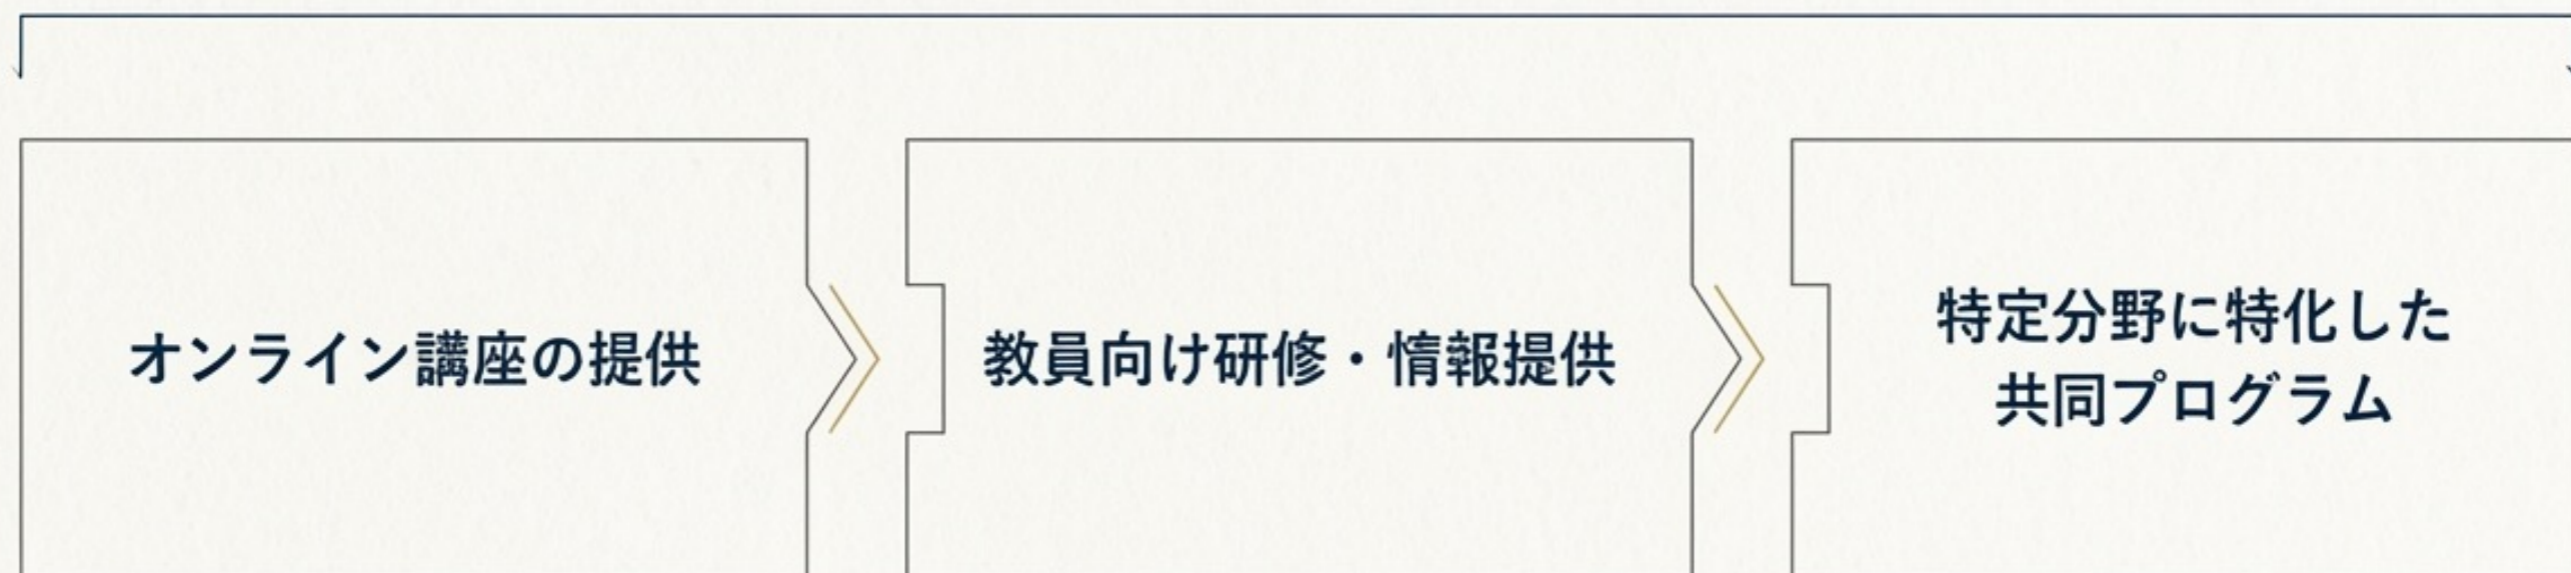 オンライン講座の提供
教員向け研修・情報提供
特定分野に特化した
共同プログラム